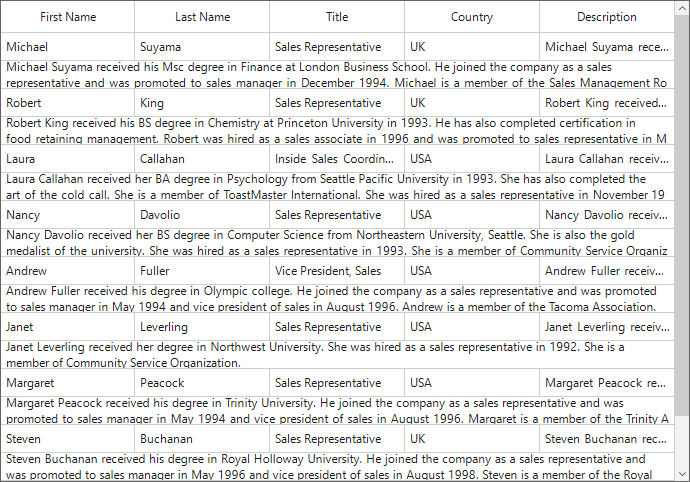 First Name Last Name Title Country Description
Michael Suyama Sales Representative UK Michael Suyama rece...
Michael Suyama received his Msc degree in Finance at London Business School. He joined the company as a sales
representative and was promoted to sales manager in December 1994. Michael is a member of the Sales Management Ro
Robert King Sales Representative UK Robert King received...
Robert King received his BS degree in Chemistry at Princeton University in 1993. He has also completed certification in
food retaining management. Robert was hired as a sales associate in 1996 and was promoted to sales representative in M
Laura Callahan Inside Sales Coordin... USA Laura Callahan receiv...
Laura Callahan received her BA degree in Psychology from Seattle Pacific University in 1993. She has also completed the
art of the cold call. She is a member of ToastMaster International. She was hired as a sales representative in November 19
Nancy Davolio Sales Representative USA Nancy Davolio receiv...
Nancy Davolio received her BS degree in Computer Science from Northeastern University, Seattle. She is also the gold
medalist of the university. She was hired as a sales representative in 1993. She is a member of Community Service Organiz
Andrew Fuller Vice President, Sales USA Andrew Fuller receiv...
Andrew Fuller received his degree in Olympic college. He joined the company as a sales representative and was promoted
to sales manager in May 1994 and vice president of sales in August 1996. Andrew is a member of the Tacoma Association.
Janet Leverling Sales Representative USA Janet Leverling receiv...
Janet Leverling received her degree in Northwest University. She was hired as a sales representative in 1992. She is a
member of Community Service Organization.
Margaret Peacock Sales Representative USA Margaret Peacock re...
Margaret Peacock received his degree in Trinity University. He joined the company as a sales representative and was
promoted to sales manager in May 1994 and vice president of sales in August 1996. Margaret is a member of the Trinity A
Steven Buchanan Sales Representative UK Steven Buchanan rec...
Steven Buchanan received his degree in Royal Holloway University. He joined the company as a sales representative and
was promoted to sales manager in May 1996 and vice president of sales in August 1998. Steven is a member of the Royal